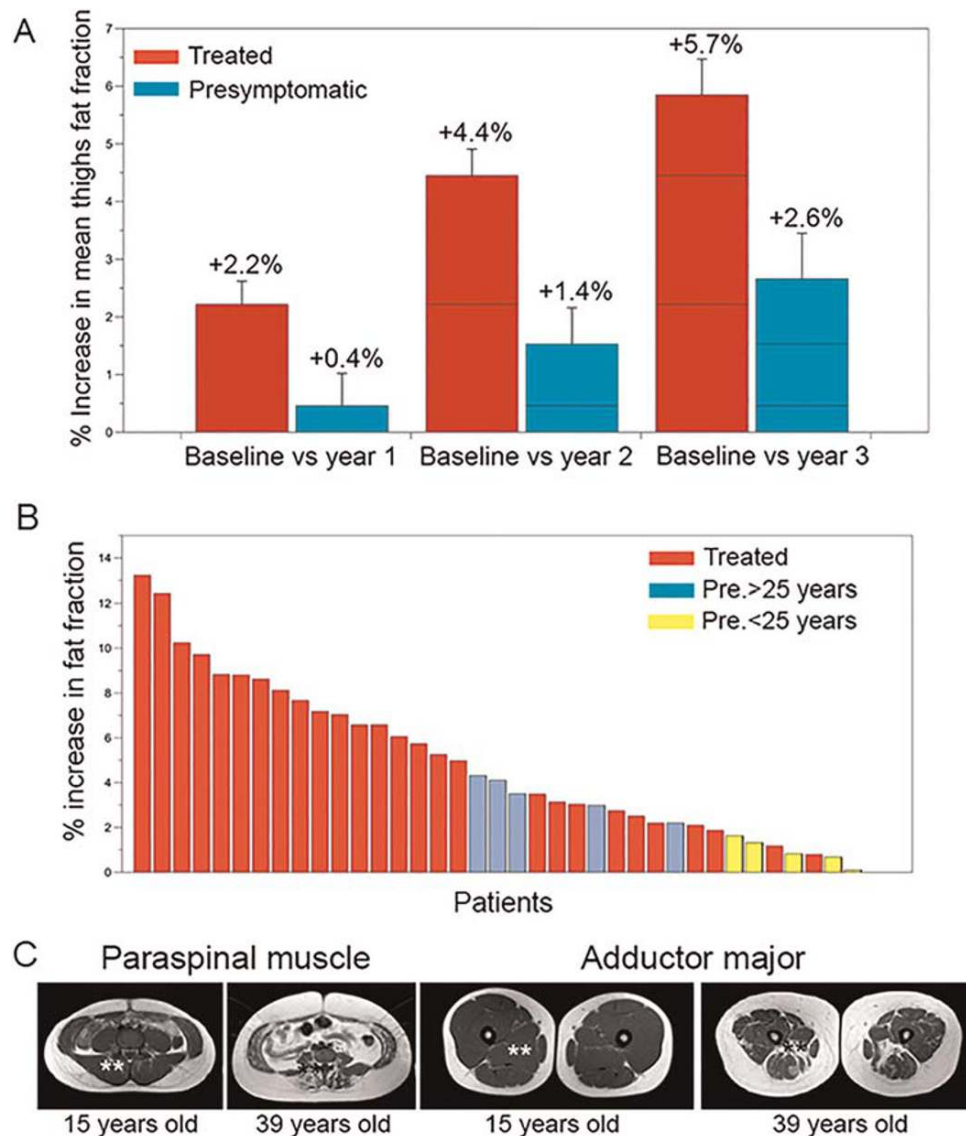 A
% Increase in mean thighs fat fraction
7
6
5
4
3
2
1
0
Treated
Presymptomatic
+2.2%
+0.4%
+4.4%
+1.4%
+5.7%
+2.6%
Baseline vs year 1
Baseline vs year 2
Baseline vs year 3
B
% increase in fat fraction
14
12
10
8
6
4
2
0
Treated
Pre.>25 years
Pre.<25 years
Patients
C
Paraspinal muscle
Adductor major
**
**
**
**
15 years old
39 years old
15 years old
39 years old